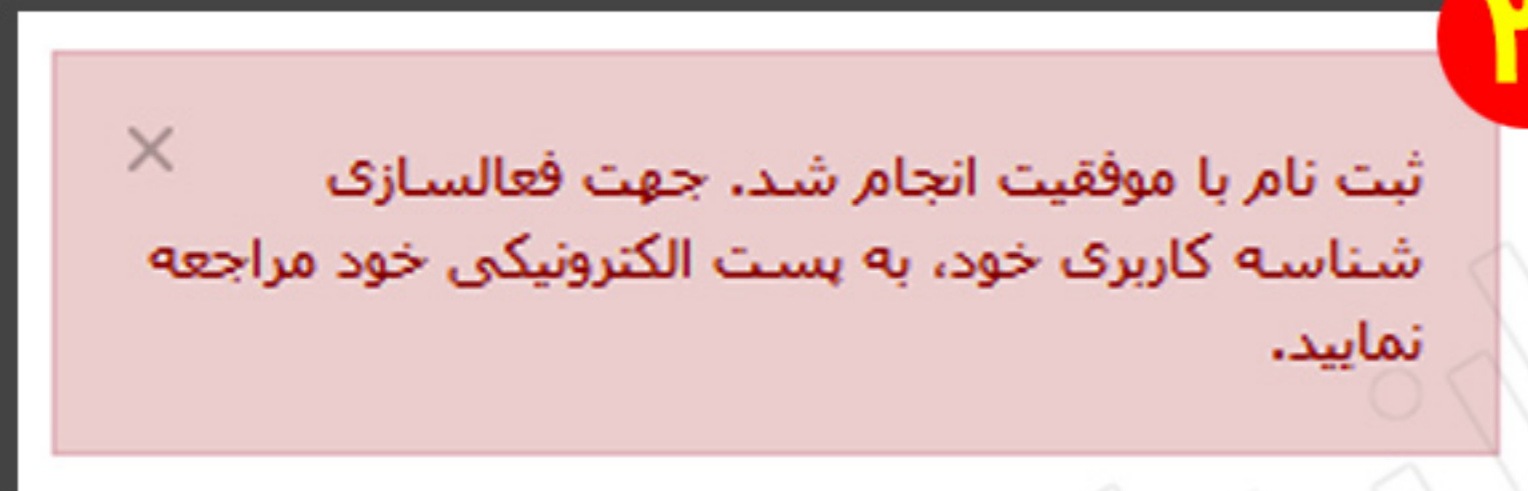 ثبت نام با موفقیت انجام شد. جهت فعالسازی
شناسه کاربری خود، به پست الکترونیکی خود مراجعه
نمایید.